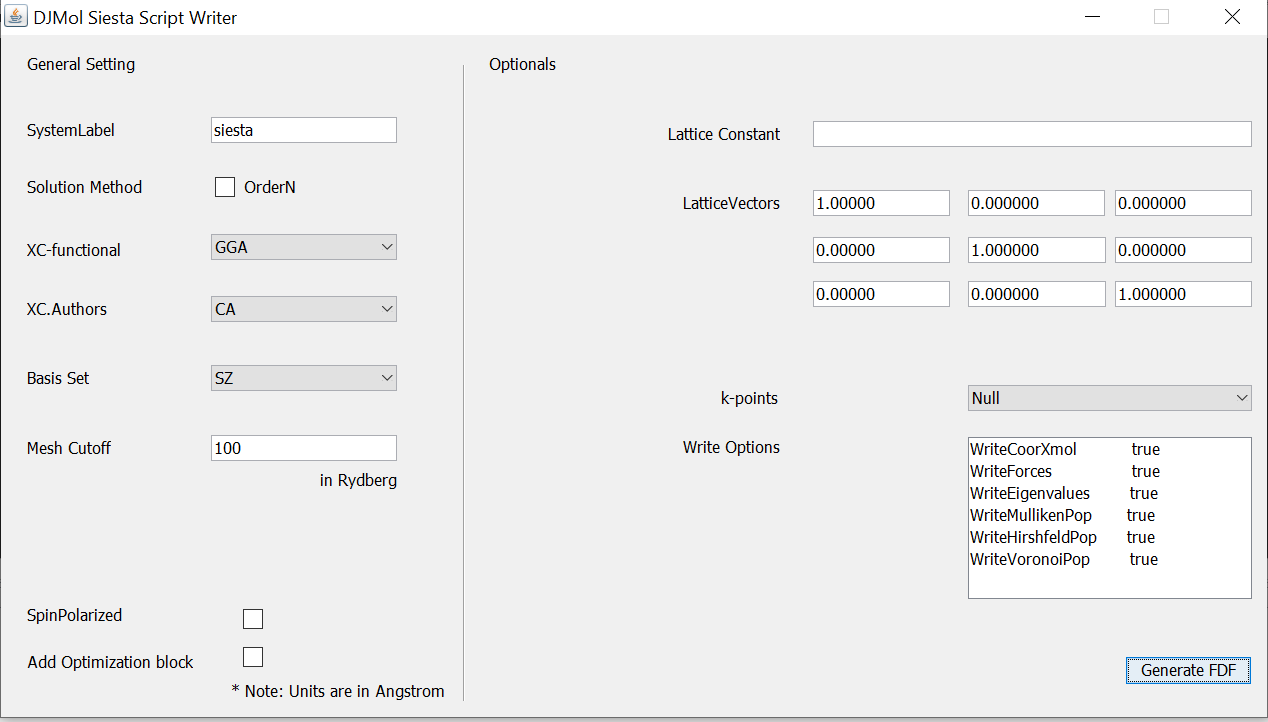 DJMol Siesta Script Writer
General Setting
SystemLabel siesta
Solution Method OrderN
XC-functional GGA
XC.Authors CA
Basis Set SZ
Mesh Cutoff 100
in Rydberg
SpinPolarized
Add Optimization block
* Note: Units are in Angstrom
Optionals
Lattice Constant
LatticeVectors 1.00000 0.000000 0.000000
0.00000 1.000000 0.000000
0.00000 0.000000 1.000000
k-points Null
Write Options
WriteCoorXmol true
WriteForces true
WriteEigenvalues true
WriteMullikenPop true
WriteHirshfeldPop true
WriteVoronoiPop true
Generate FDF